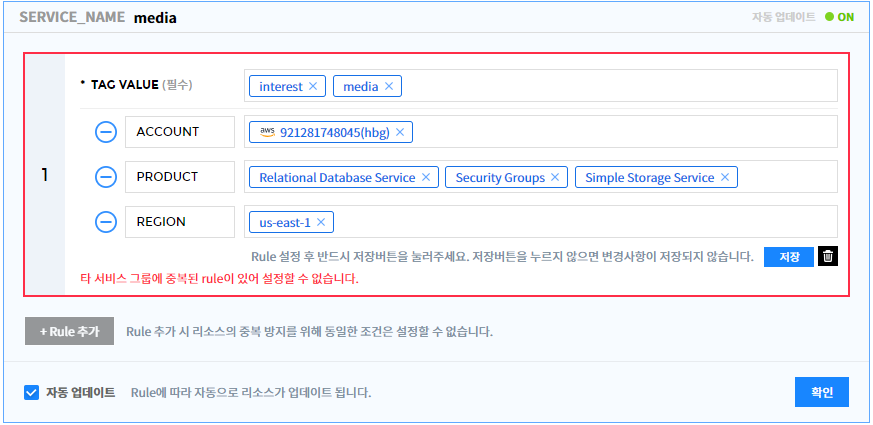 SERVICE_NAME media 자동 업데이트 ON
1
* TAG VALUE (필수) interest × media ×
ACCOUNT aws 921281748045(hbg) ×
PRODUCT Relational Database Service × Security Groups × Simple Storage Service ×
REGION us-east-1 ×
Rule 설정 후 반드시 저장버튼을 눌러주세요. 저장버튼을 누르지 않으면 변경사항이 저장되지 않습니다. 저장
타 서비스 그룹에 중복된 rule이 있어 설정할 수 없습니다.
+ Rule 추가 Rule 추가 시 리소스의 중복 방지를 위해 동일한 조건은 설정할 수 없습니다.
자동 업데이트 Rule에 따라 자동으로 리소스가 업데이트 됩니다. 확인